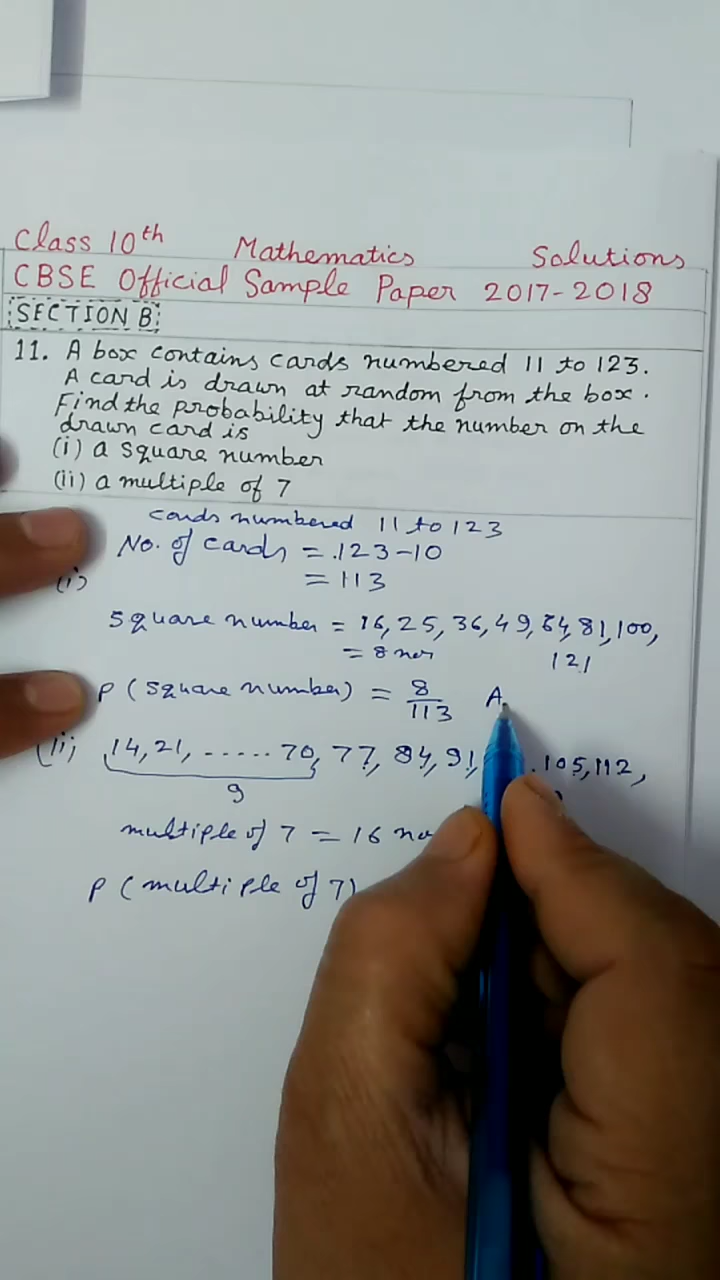 Class 10th Mathematics Solutions
CBSE Official Sample Paper 2017-2018
SECTION B
11. A box contains cards numbered 11 to 123.
A card is drawn at random from the box.
Find the probability that the number on the
drawn card is
(i) a square number
(ii) a multiple of 7
cards numbered 11 to 123
No. of cards = 123-10
= 113
(i)
square number = 16, 25, 36, 49, 64, 81, 100,
121
= 8 nos
P (square number) = 8/113 A
(ii) 14, 21, ..... 70, 77, 84, 91, 105, 112,
9
multiple of 7 = 16
P (multiple of 7)